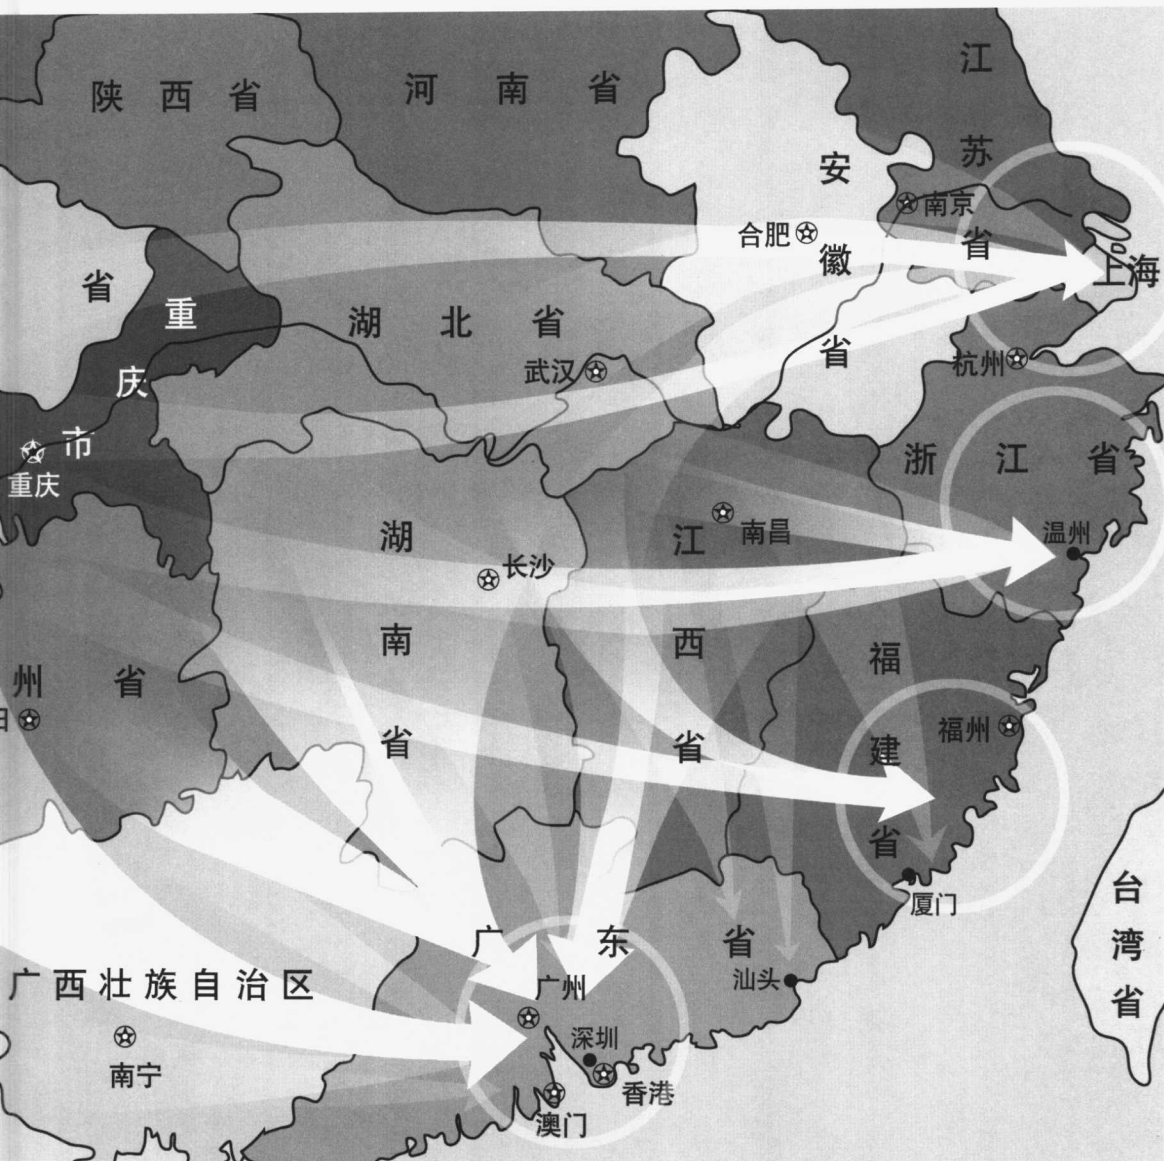 陕西省
河南省
江苏省
安徽省
南京
合肥
上海
省
重庆市
湖北省
武汉
杭州
重庆
浙江省
湖南省
长沙
江西省
南昌
温州
州省
福建省
福州
厦门
广东省
广州
汕头
深圳
香港
澳门
广西壮族自治区
南宁
台湾省